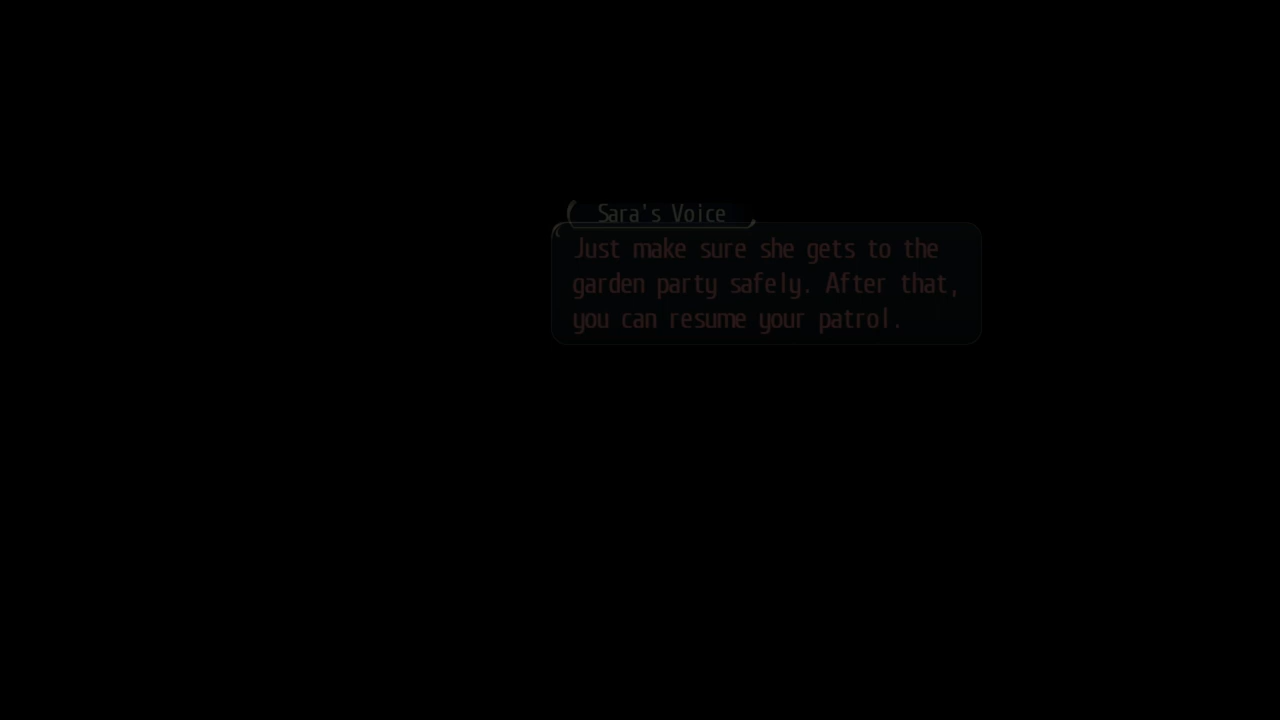 Sara's Voice
Just make sure she gets to the
garden party safely. After that,
you can resume your patrol.